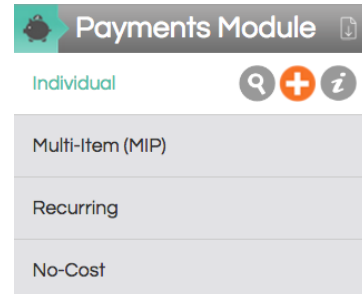 Payments Module
Individual
Multi-Item (MIP)
Recurring
No-Cost